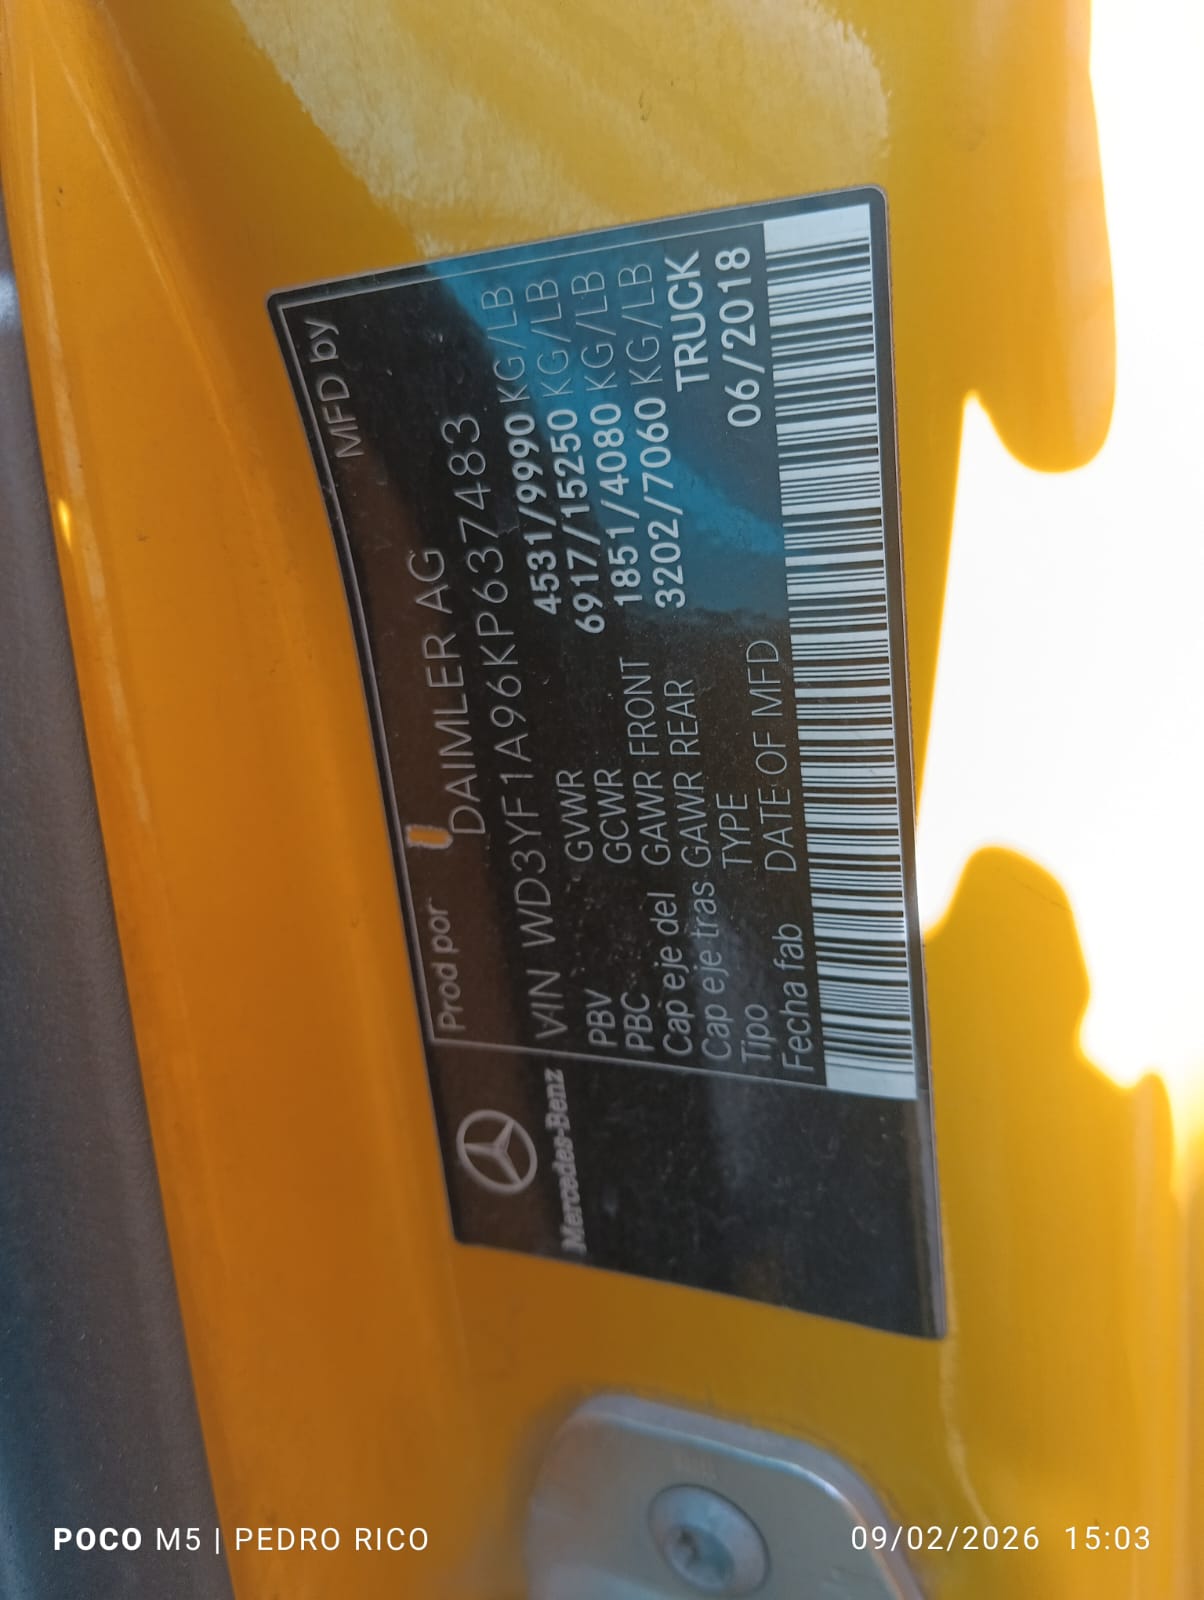 Prod por MFD by
DAIMLER AG
VIN WD3YF1A96KP637483
PBV GVWR 4531/9990 KG/LB
PBC GCWR 6917/15250 KG/LB
Cap eje del GAWR FRONT 1851/4080 KG/LB
Cap eje tras GAWR REAR 3202/7060 KG/LB
Tipo TYPE TRUCK
Fecha fab DATE OF MFD 06/2018
Mercedes-Benz
POCO M5 | PEDRO RICO
09/02/2026 15:03